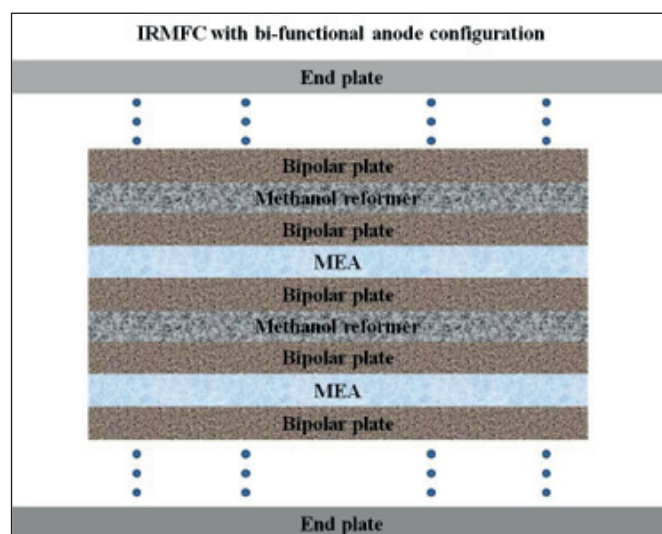 IRMFC with bi-functional anode configuration
End plate
Bipolar plate
Methanol reformer
Bipolar plate
MEA
Bipolar plate
Methanol reformer
Bipolar plate
MEA
Bipolar plate
End plate